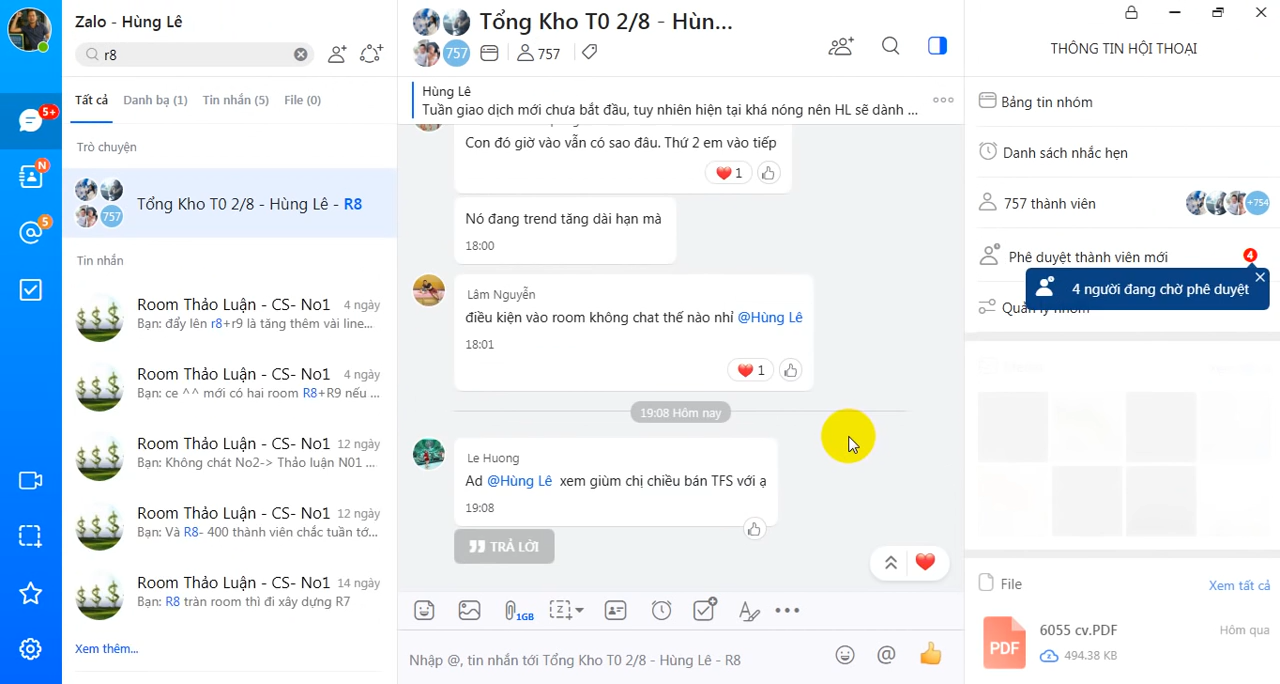 Zalo - Hùng Lê
r8
5+
N
5
Tất cả
Danh bạ (1)
Tin nhắn (5)
File (0)
Trò chuyện
757
Tổng Kho T0 2/8 - Hùng Lê - R8
Tin nhắn
Room Thảo Luận - CS- No1
4 ngày
Bạn: đẩy lên r8+r9 là tăng thêm vài line...
Room Thảo Luận - CS- No1
4 ngày
Bạn: ce ^^ mới có hai room R8+R9 nếu ...
Room Thảo Luận - CS- No1
12 ngày
Bạn: Không chát No2-> Thảo luận N01 ...
Room Thảo Luận - CS- No1
12 ngày
Bạn: Và R8- 400 thành viên chắc tuần tớ...
Room Thảo Luận - CS- No1
14 ngày
Bạn: R8 tràn room thì đi xây dựng R7
Xem thêm...
Tổng Kho T0 2/8 - Hùn...
757
757
Hùng Lê
Tuần giao dịch mới chưa bắt đầu, tuy nhiên hiện tại khá nóng nên HL sẽ dành ...
Con đó giờ vào vẫn có sao đâu. Thứ 2 em vào tiếp
1
Nó đang trend tăng dài hạn mà
18:00
Lâm Nguyễn
điều kiện vào room không chat thế nào nhỉ @Hùng Lê
18:01
1
19:08 Hôm nay
Le Huong
Ad @Hùng Lê xem giùm chị chiều bán TFS với ạ
19:08
TRẢ LỜI
1GB
Nhập @, tin nhắn tới Tổng Kho T0 2/8 - Hùng Lê - R8
THÔNG TIN HỘI THOẠI
Bảng tin nhóm
Danh sách nhắc hẹn
757 thành viên
+754
Phê duyệt thành viên mới
4
4 người đang chờ phê duyệt
Quản lý nhóm
File
Xem tất cả
PDF
6055 cv.PDF
Hôm qua
494.38 KB